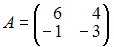 A = ( 6 4
-1 -3 )